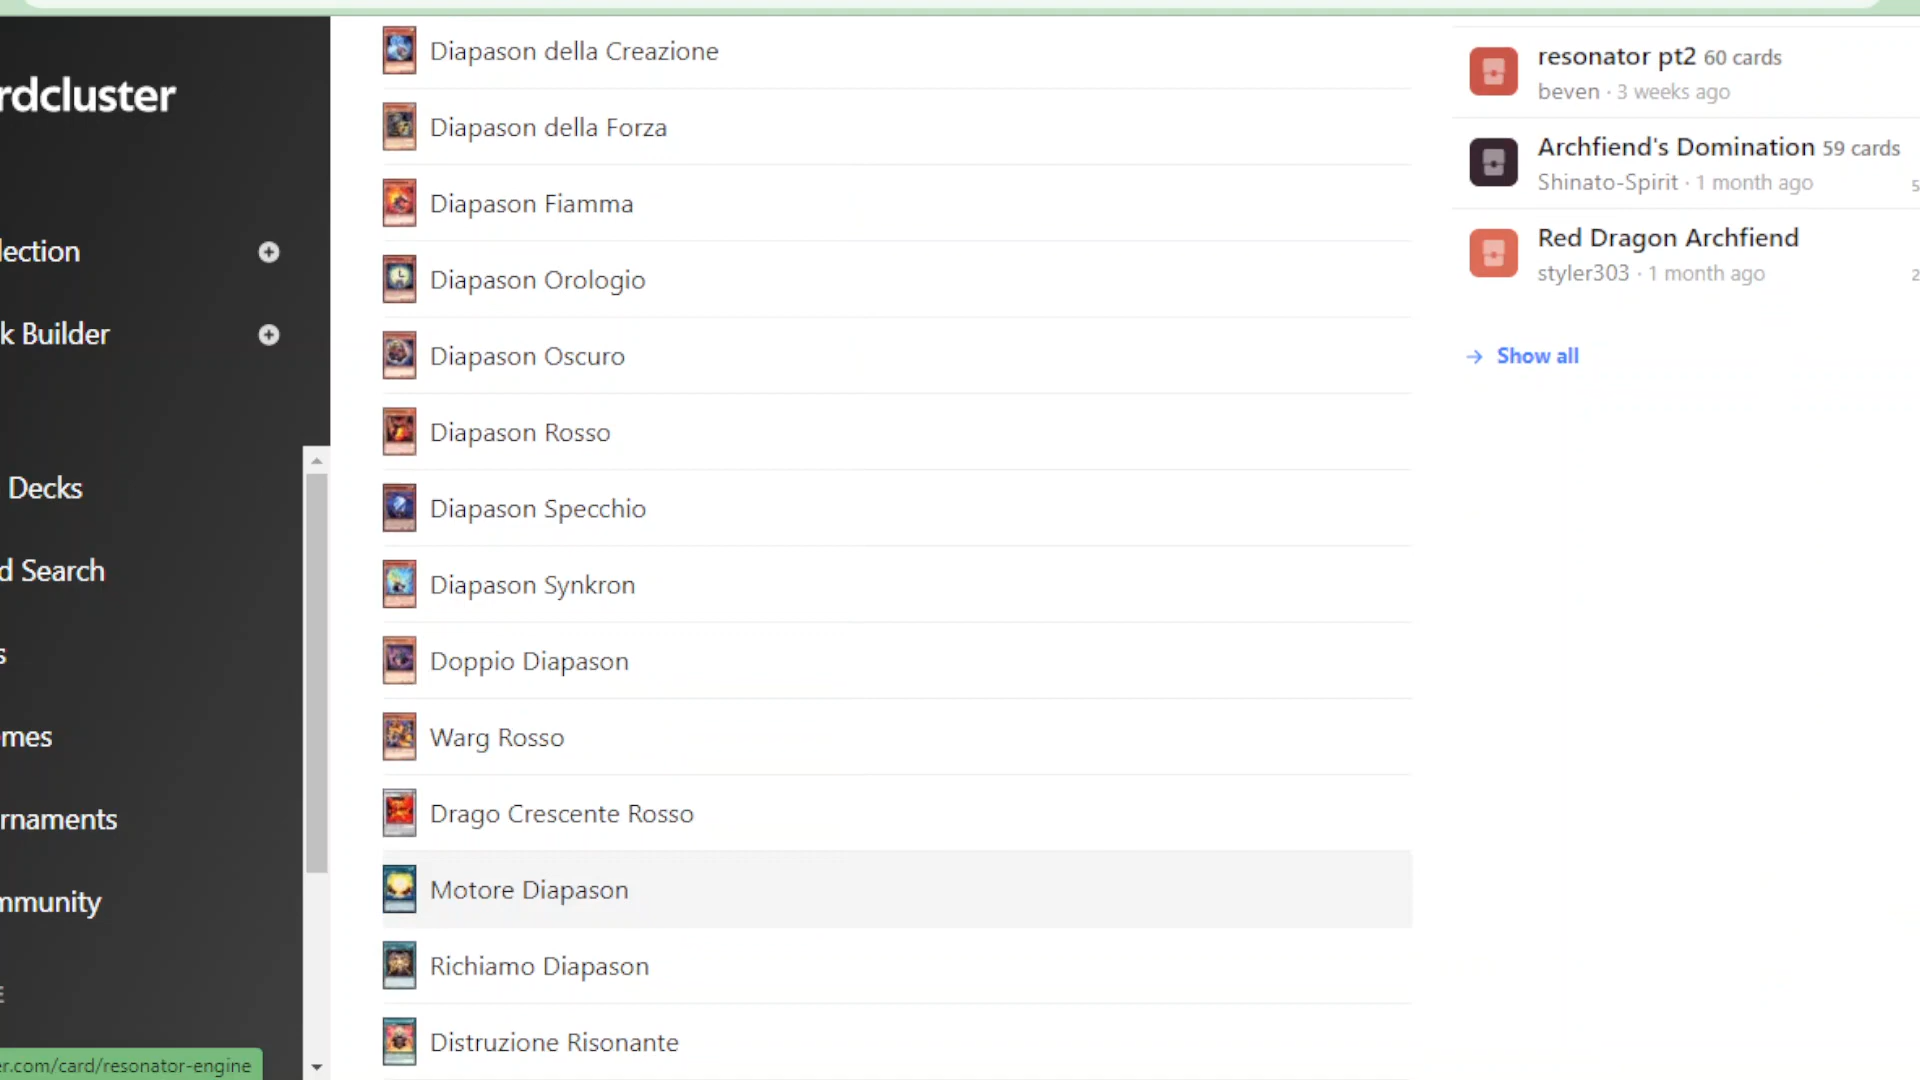 rdcluster
lection
k Builder
Decks
d Search
s
emes
rnaments
mmunity
E
er.com/card/resonator-engine
Diapason della Creazione
Diapason della Forza
Diapason Fiamma
Diapason Orologio
Diapason Oscuro
Diapason Rosso
Diapason Specchio
Diapason Synkron
Doppio Diapason
Warg Rosso
Drago Crescente Rosso
Motore Diapason
Richiamo Diapason
Distruzione Risonante
resonator pt2 60 cards
beven · 3 weeks ago
Archfiend's Domination 59 cards
Shinato-Spirit · 1 month ago
5
Red Dragon Archfiend
styler303 · 1 month ago
2
→ Show all